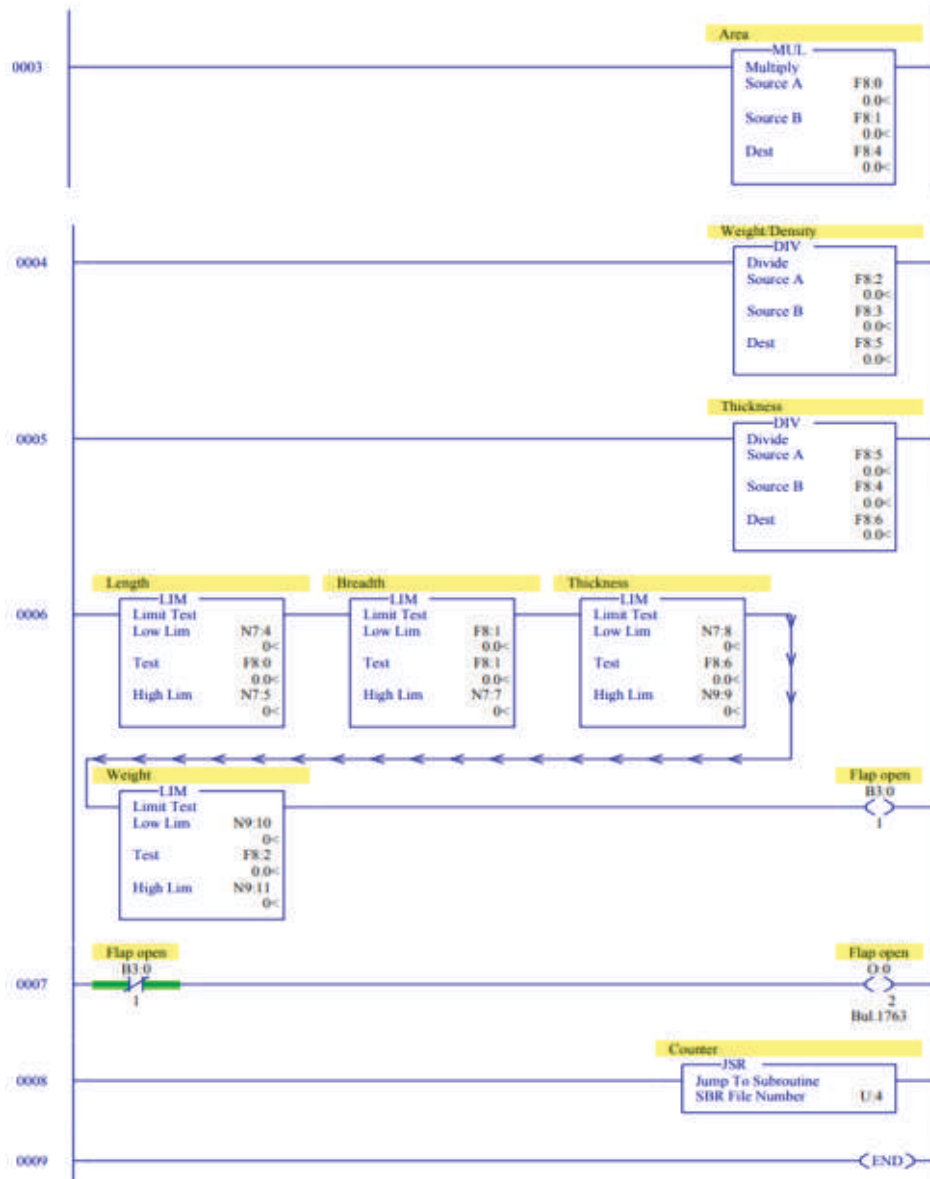 Area
MUL
0003
Multiply
Source A F8:0
0.0<
Source B F8:1
0.0<
Dest F8:4
0.0<
Weight/Density
DIV
0004
Divide
Source A F8:2
0.0<
Source B F8:3
0.0<
Dest F8:5
0.0<
Thickness
DIV
0005
Divide
Source A F8:5
0.0<
Source B F8:4
0.0<
Dest F8:6
0.0<
Length Breadth Thickness
LIM LIM LIM
0006
Limit Test Limit Test Limit Test
Low Lim N7:4 Low Lim F8:1 Low Lim N7:8
0< 0.0< 0<
Test F8:0 Test F8:1 Test F8:6
0.0< 0.0< 0.0<
High Lim N7:5 High Lim N7:7 High Lim N9:9
0< 0< 0<
Weight Flap open
LIM B3:0
Limit Test
Low Lim N9:10 1
0<
Test F8:2
0.0<
High Lim N9:11
0<
Flap open Flap open
B3:0 O:0
0007
1 2
Bul.1763
Counter
JSR
0008
Jump To Subroutine
SBR File Number U:4
0009 END